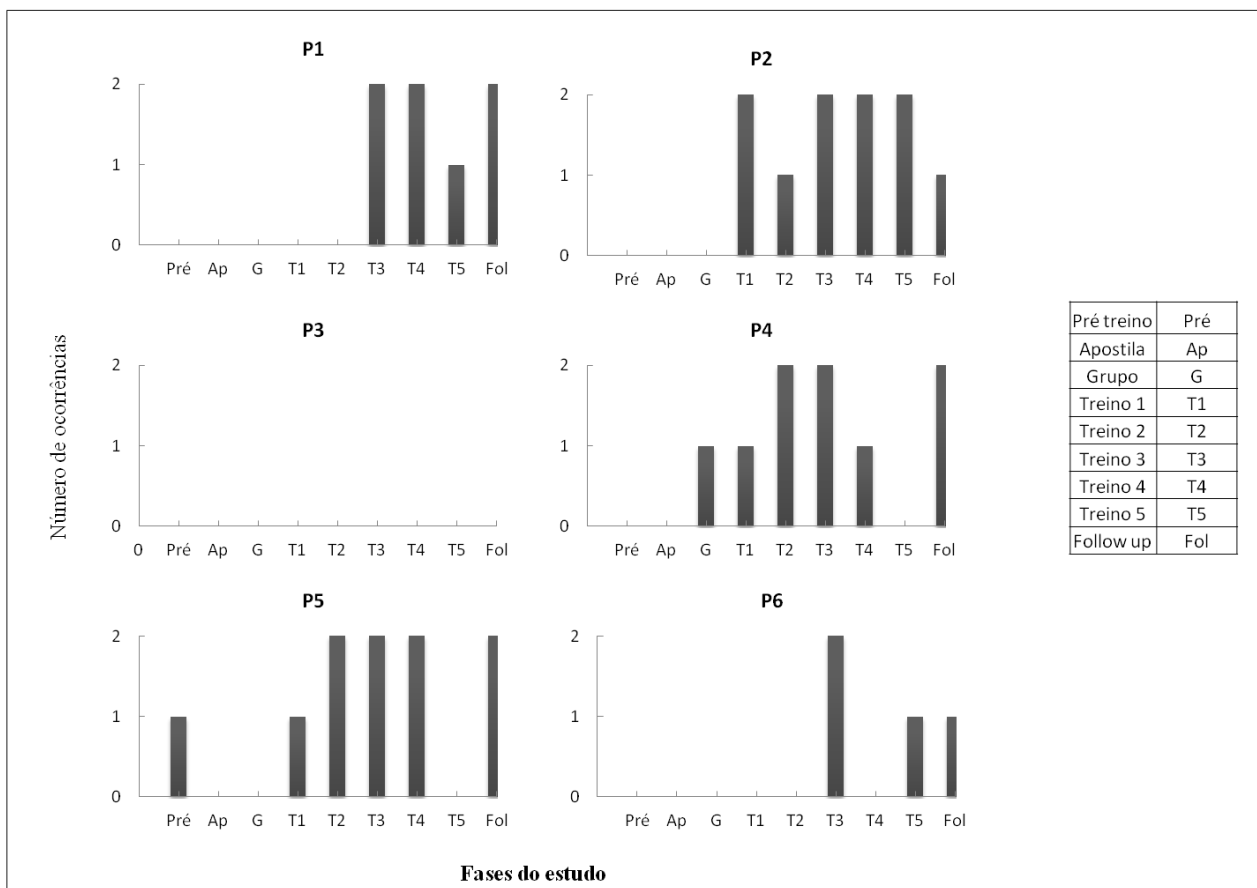 P1
2
1
0
Pré Ap G T1 T2 T3 T4 T5 Fol
P2
2
1
0
Pré Ap G T1 T2 T3 T4 T5 Fol
Número de ocorrências
P3
2
1
0
0 Pré Ap G T1 T2 T3 T4 T5 Fol
P4
2
1
0
Pré Ap G T1 T2 T3 T4 T5 Fol
P5
2
1
0
Pré Ap G T1 T2 T3 T4 T5 Fol
P6
2
1
0
Pré Ap G T1 T2 T3 T4 T5 Fol
Fases do estudo
Pré treino Pré
Apostila Ap
Grupo G
Treino 1 T1
Treino 2 T2
Treino 3 T3
Treino 4 T4
Treino 5 T5
Follow up Fol